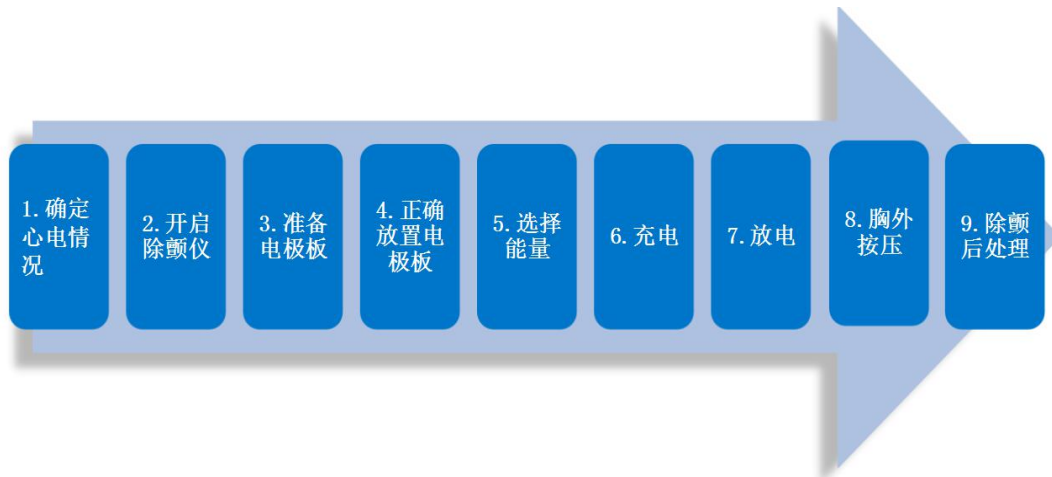 1.确定
心电情
况
2.开启
除颤仪
3.准备
电极板
4.正确
放置电
极板
5.选择
能量
6.充电
7.放电
8.胸外
按压
9.除颤
后处理